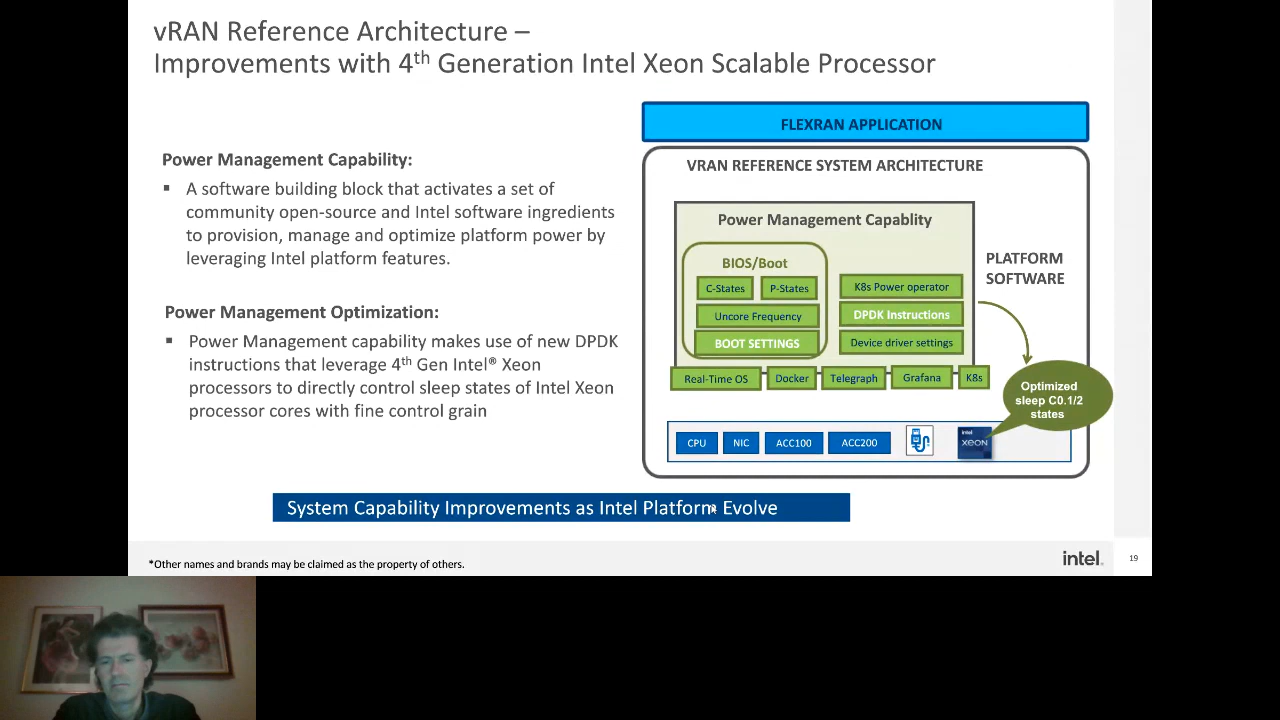 vRAN Reference Architecture –
Improvements with 4th Generation Intel Xeon Scalable Processor
Power Management Capability:
▪ A software building block that activates a set of
community open-source and Intel software ingredients
to provision, manage and optimize platform power by
leveraging Intel platform features.
Power Management Optimization:
▪ Power Management capability makes use of new DPDK
instructions that leverage 4th Gen Intel® Xeon
processors to directly control sleep states of Intel Xeon
processor cores with fine control grain
FLEXRAN APPLICATION
VRAN REFERENCE SYSTEM ARCHITECTURE
Power Management Capablity
BIOS/Boot
C-States
P-States
Uncore Frequency
BOOT SETTINGS
K8s Power operator
DPDK Instructions
Device driver settings
PLATFORM
SOFTWARE
Real-Time OS
Docker
Telegraph
Grafana
K8s
Optimized
sleep C0.1/2
states
CPU
NIC
ACC100
ACC200
intel
xeon
System Capability Improvements as Intel Platform Evolve
*Other names and brands may be claimed as the property of others.
intel.
19